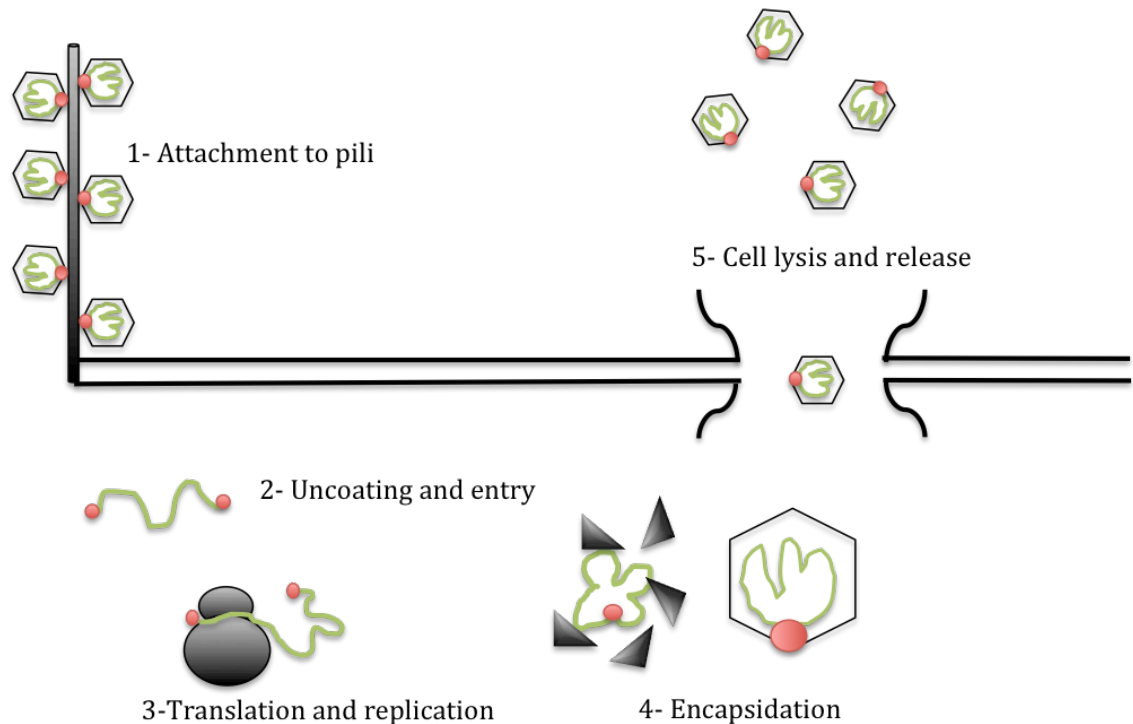 1- Attachment to pili
5- Cell lysis and release
2- Uncoating and entry
3-Translation and replication
4- Encapsidation